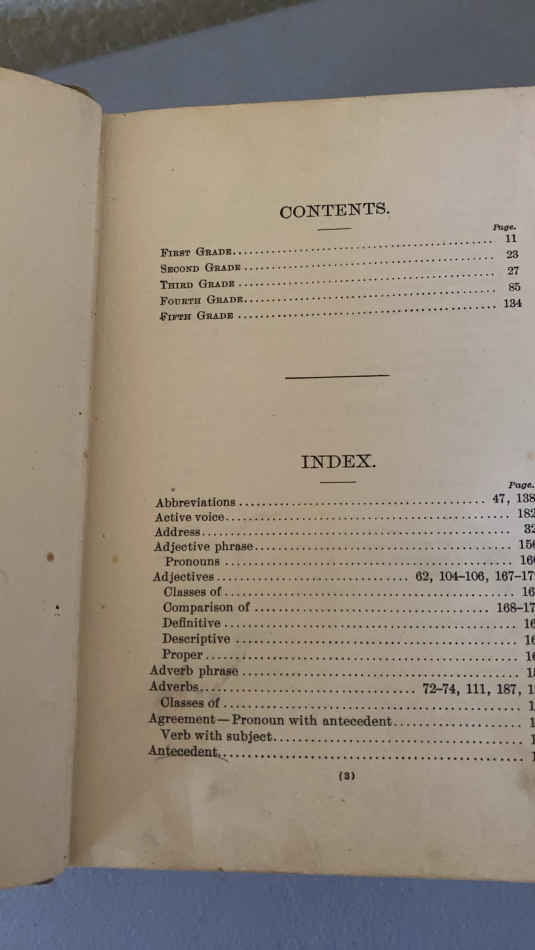 CONTENTS.
Page.
FIRST GRADE 11
SECOND GRADE 23
THIRD GRADE 27
FOURTH GRADE 85
FIFTH GRADE 134
INDEX.
Page.
Abbreviations 47, 138
Active voice 182
Address 32
Adjective phrase
Pronouns
Adjectives 62, 104–106,
Classes of
Comparison of
Definitive
Descriptive
Proper
Adverb phrase
Adverbs 72–74, 111, 187,
Classes of
Agreement—Pronoun with antecedent
Verb with subject
Antecedent
(3)